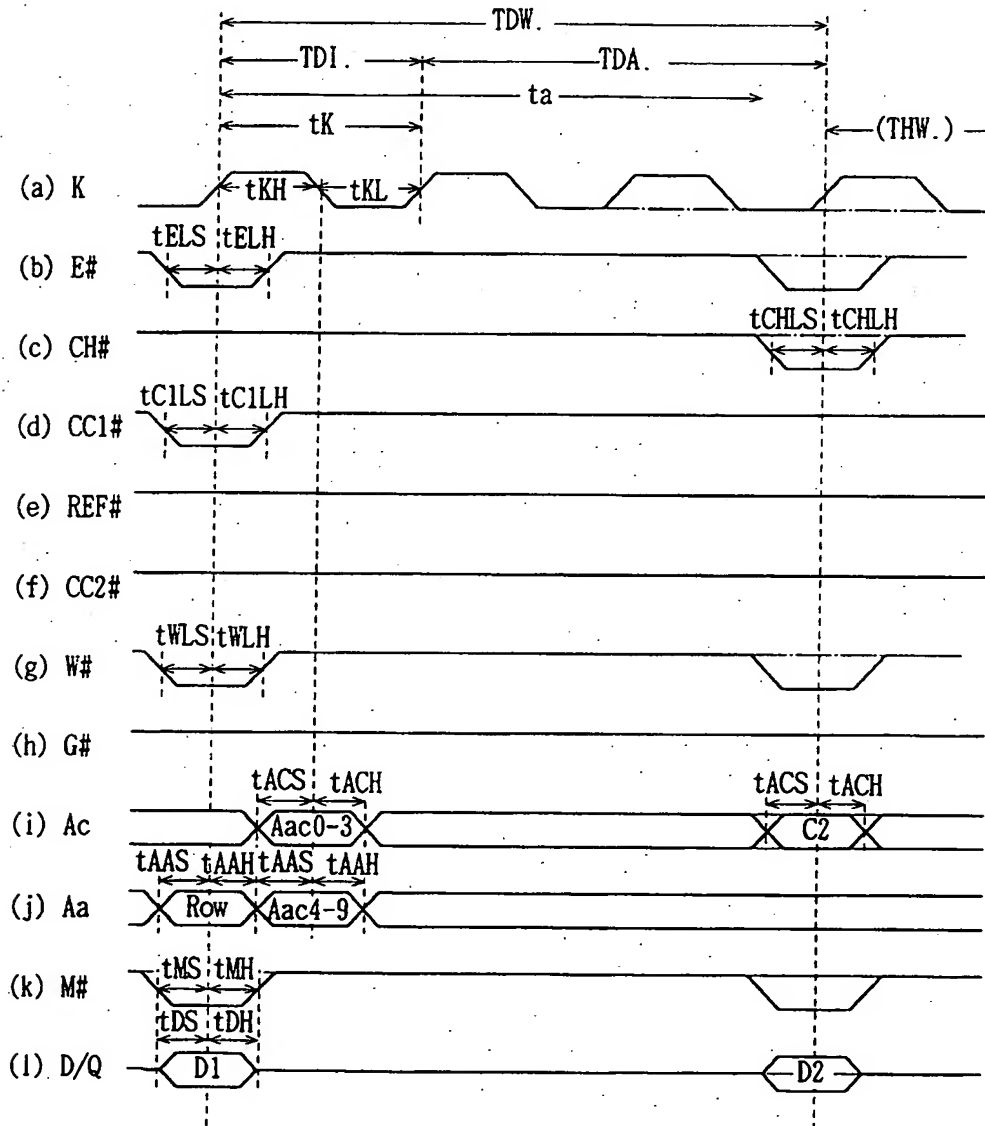 TDW.
TDI. TDA.
ta
tK (THW.)
(a) K tKH tKL
tELS tELH
(b) E#
tCHLS tCHLH
(c) CH#
tC1LS tC1LH
(d) CC1#
(e) REF#
(f) CC2#
tWLS tWLH
(g) W#
(h) G#
tACS tACH tACS tACH
(i) Ac Aac0-3 C2
tAAS tAAH tAAS tAAH
(j) Aa Row Aac4-9
tMS tMH
(k) M#
tDS tDH
(l) D/Q D1 D2